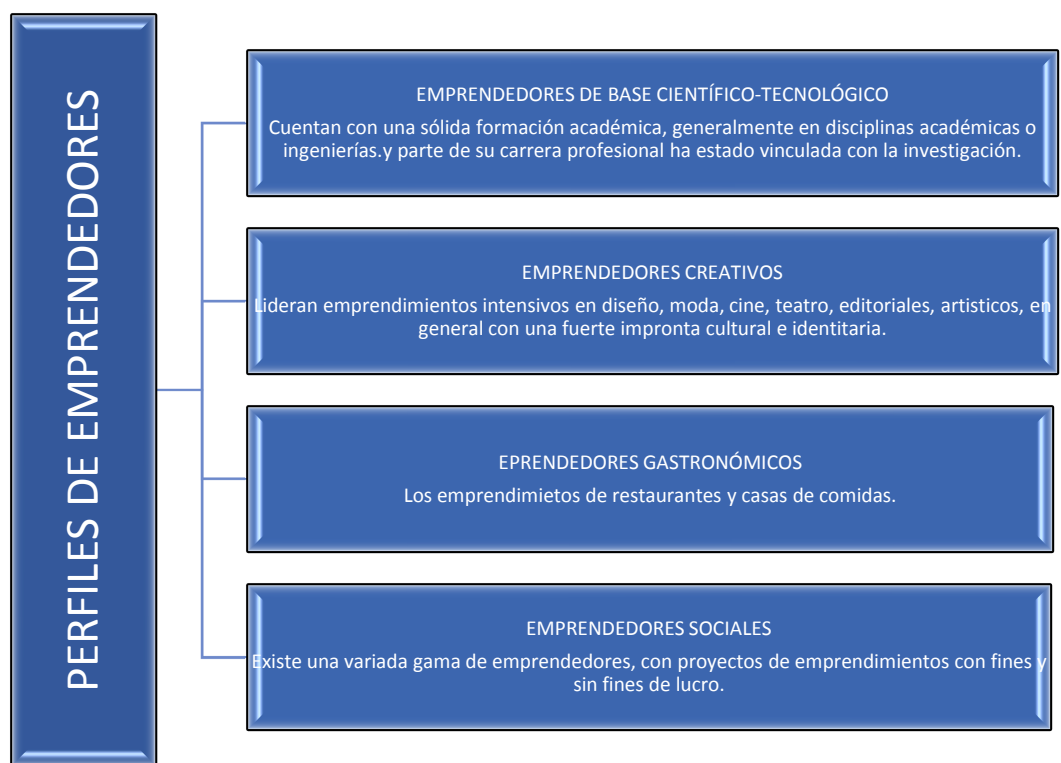 PERFILES DE EMPRENDEDORES
EMPRENDEDORES DE BASE CIENTÍFICO-TECNOLÓGICO
Cuentan con una sólida formación académica, generalmente en disciplinas académicas o
ingenierías.y parte de su carrera profesional ha estado vinculada con la investigación.
EMPRENDEDORES CREATIVOS
Lideran emprendimientos intensivos en diseño, moda, cine, teatro, editoriales, artisticos, en
general con una fuerte impronta cultural e identitaria.
EPRENDEDORES GASTRONÓMICOS
Los emprendimietos de restaurantes y casas de comidas.
EMPRENDEDORES SOCIALES
Existe una variada gama de emprendedores, con proyectos de emprendimientos con fines y
sin fines de lucro.